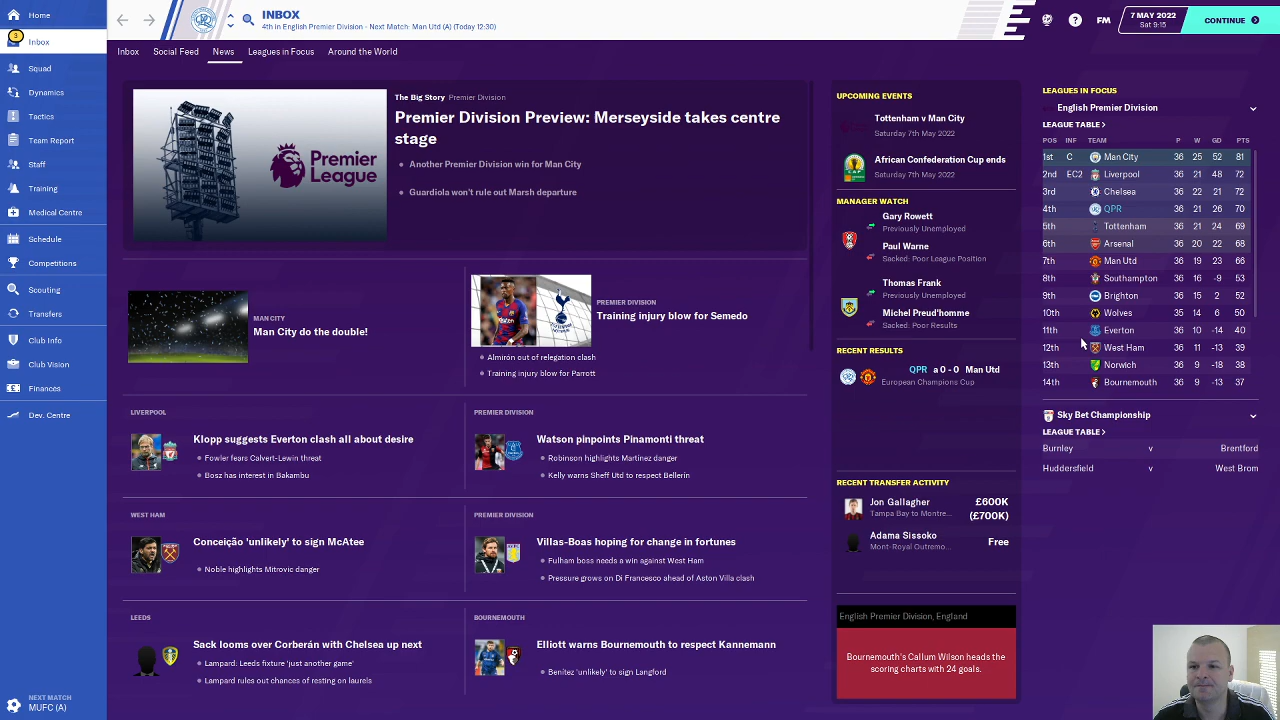 INBOX
4th in English Premier Division - Next Match: Man Utd (A) (Today 12:30)
FM
7 MAY 2022
Sat 9:15
CONTINUE
3
Inbox
Squad
Dynamics
Tactics
Team Report
Staff
Training
Medical Centre
Schedule
Competitions
Scouting
Transfers
Club Info
Club Vision
Finances
Dev. Centre
NEXT MATCH
MUFC (A)
Inbox
Social Feed
News
Leagues in Focus
Around the World
Premier League
The Big Story Premier Division
Premier Division Preview: Merseyside takes centre
stage
Another Premier Division win for Man City
Guardiola won't rule out Marsh departure
MAN CITY
Man City do the double!
PREMIER DIVISION
Training injury blow for Semedo
Almirón out of relegation clash
Training injury blow for Parrott
LIVERPOOL
Klopp suggests Everton clash all about desire
Fowler fears Calvert-Lewin threat
Bosz has interest in Bakambu
PREMIER DIVISION
Watson pinpoints Pinamonti threat
Robinson highlights Martínez danger
Kelly warns Sheff Utd to respect Bellerín
WEST HAM
Conceição 'unlikely' to sign McAtee
Noble highlights Mitrovic danger
PREMIER DIVISION
Villas-Boas hoping for change in fortunes
Fulham boss needs a win against West Ham
Pressure grows on Di Francesco ahead of Aston Villa clash
LEEDS
Sack looms over Corberán with Chelsea up next
Lampard: Leeds fixture 'just another game'
Lampard rules out chances of resting on laurels
BOURNEMOUTH
Elliott warns Bournemouth to respect Kannemann
Benítez 'unlikely' to sign Langford
UPCOMING EVENTS
Tottenham v Man City
Saturday 7th May 2022
African Confederation Cup ends
Saturday 7th May 2022
MANAGER WATCH
Gary Rowett
Previously Unemployed
Paul Warne
Sacked: Poor League Position
Thomas Frank
Previously Unemployed
Michel Preud'homme
Sacked: Poor Results
RECENT RESULTS
QPR a 0 - 0 Man Utd
European Champions Cup
RECENT TRANSFER ACTIVITY
Jon Gallagher £600K
Tampa Bay to Montre... (£700K)
Adama Sissoko Free
Mont-Royal Outremo...
English Premier Division, England
Bournemouth's Callum Wilson heads the
scoring charts with 24 goals.
LEAGUES IN FOCUS
English Premier Division
LEAGUE TABLE
POS INF TEAM P W GD PTS
1st C Man City 36 25 52 81
2nd EC2 Liverpool 36 21 48 72
3rd Chelsea 36 22 21 72
4th QPR 36 21 26 70
5th Tottenham 36 21 24 69
6th Arsenal 36 20 22 68
7th Man Utd 36 19 23 66
8th Southampton 36 16 -9 53
9th Brighton 36 15 2 52
10th Wolves 36 14 6 50
11th Everton 36 10 -14 40
12th West Ham 36 11 -13 39
13th Norwich 36 9 -18 38
14th Bournemouth 36 9 -13 37
Sky Bet Championship
LEAGUE TABLE
Burnley v Brentford
Huddersfield v West Brom